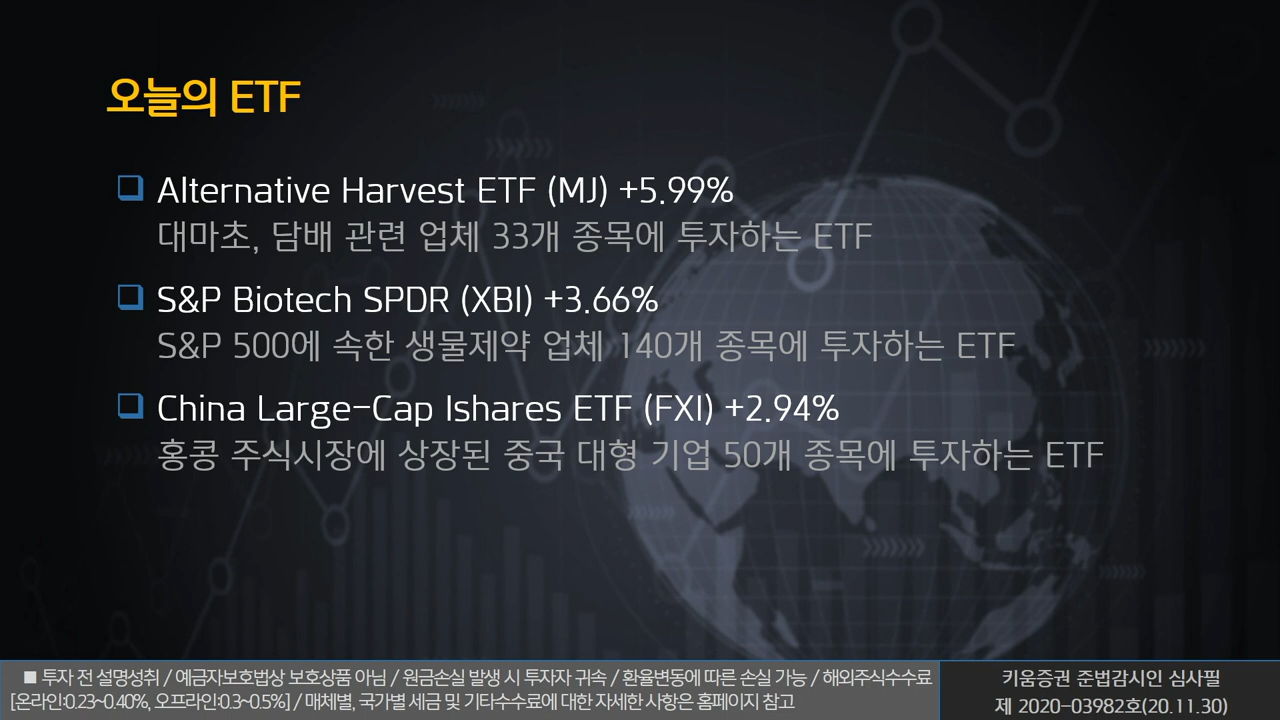 오늘의 ETF
❑ Alternative Harvest ETF (MJ) +5.99%
대마초, 담배 관련 업체 33개 종목에 투자하는 ETF
❑ S&P Biotech SPDR (XBI) +3.66%
S&P 500에 속한 생물제약 업체 140개 종목에 투자하는 ETF
❑ China Large-Cap Ishares ETF (FXI) +2.94%
홍콩 주식시장에 상장된 중국 대형 기업 50개 종목에 투자하는 ETF
■ 투자 전 설명성취 / 예금자보호법상 보호상품 아님 / 원금손실 발생 시 투자자 귀속 / 환율변동에 따른 손실 가능 / 해외주식수수료
[온라인:0.23~0.40%, 오프라인:0.3~0.5%] / 매체별, 국가별 세금 및 기타수수료에 대한 자세한 사항은 홈페이지 참고
키움증권 준법감시인 심사필
제 2020-03982호(20.11.30)